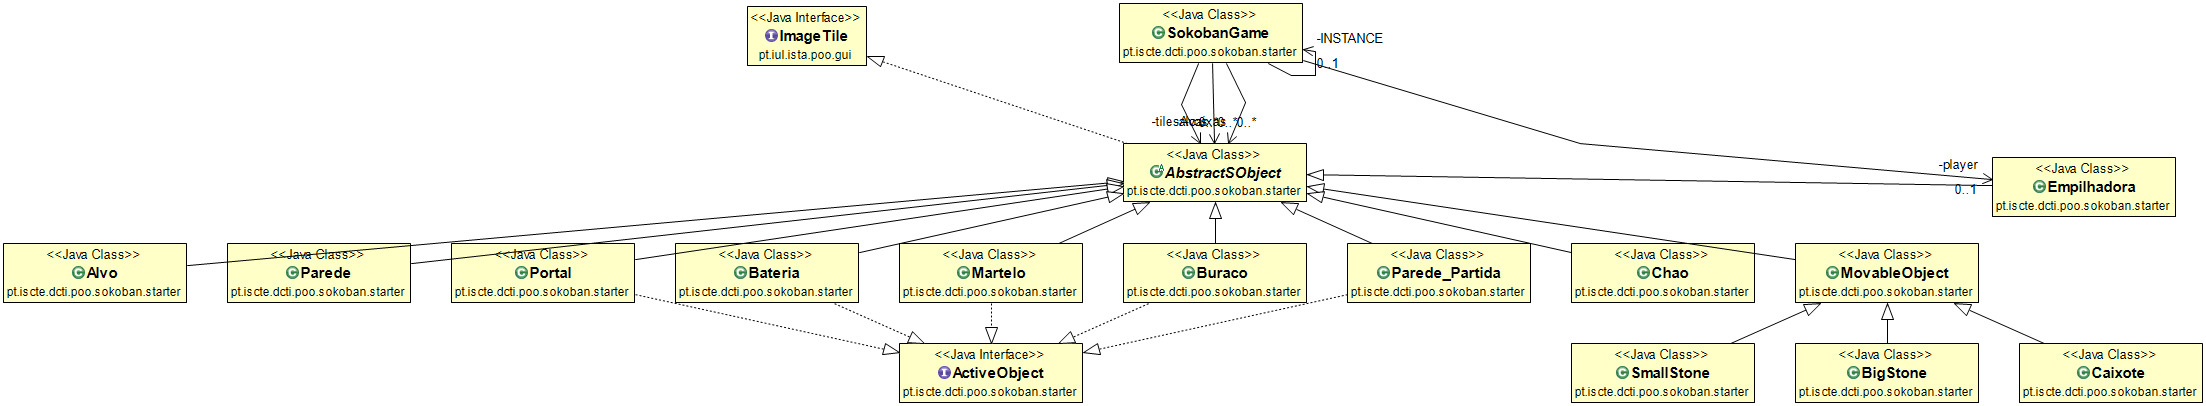 <<Java Interface>>
ImageTile
pt.iul.ista.poo.gui
<<Java Class>>
SokobanGame
pt.iscte.dcti.poo.sokoban.starter
-INSTANCE
0..1
0..*
<<Java Class>>
AbstractSObject
pt.iscte.dcti.poo.sokoban.starter
-player
0..1
<<Java Class>>
Empilhadora
pt.iscte.dcti.poo.sokoban.starter
<<Java Class>>
Alvo
pt.iscte.dcti.poo.sokoban.starter
<<Java Class>>
Parede
pt.iscte.dcti.poo.sokoban.starter
<<Java Class>>
Portal
pt.iscte.dcti.poo.sokoban.starter
<<Java Class>>
Bateria
pt.iscte.dcti.poo.sokoban.starter
<<Java Class>>
Martelo
pt.iscte.dcti.poo.sokoban.starter
<<Java Class>>
Buraco
pt.iscte.dcti.poo.sokoban.starter
<<Java Class>>
Parede_Partida
pt.iscte.dcti.poo.sokoban.starter
<<Java Class>>
Chao
pt.iscte.dcti.poo.sokoban.starter
<<Java Class>>
MovableObject
pt.iscte.dcti.poo.sokoban.starter
<<Java Interface>>
ActiveObject
pt.iscte.dcti.poo.sokoban.starter
<<Java Class>>
SmallStone
pt.iscte.dcti.poo.sokoban.starter
<<Java Class>>
BigStone
pt.iscte.dcti.poo.sokoban.starter
<<Java Class>>
Caixote
pt.iscte.dcti.poo.sokoban.starter